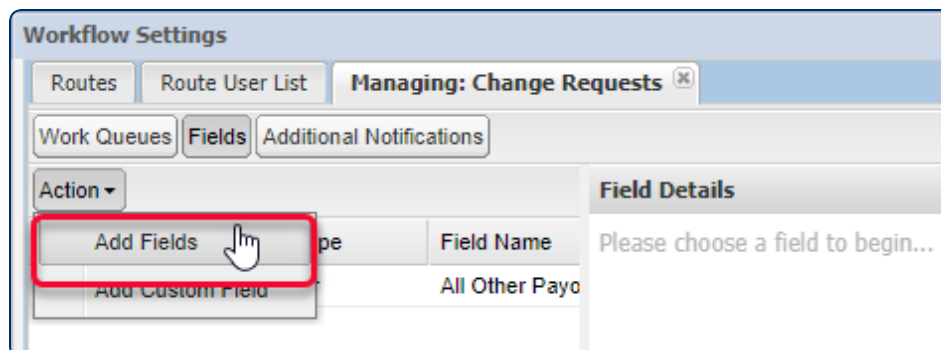 Workflow Settings
Routes Route User List Managing: Change Requests
Work Queues Fields Additional Notifications
Action Field Details
Add Fields pe Field Name Please choose a field to begin...
Add Custom Field All Other Payo